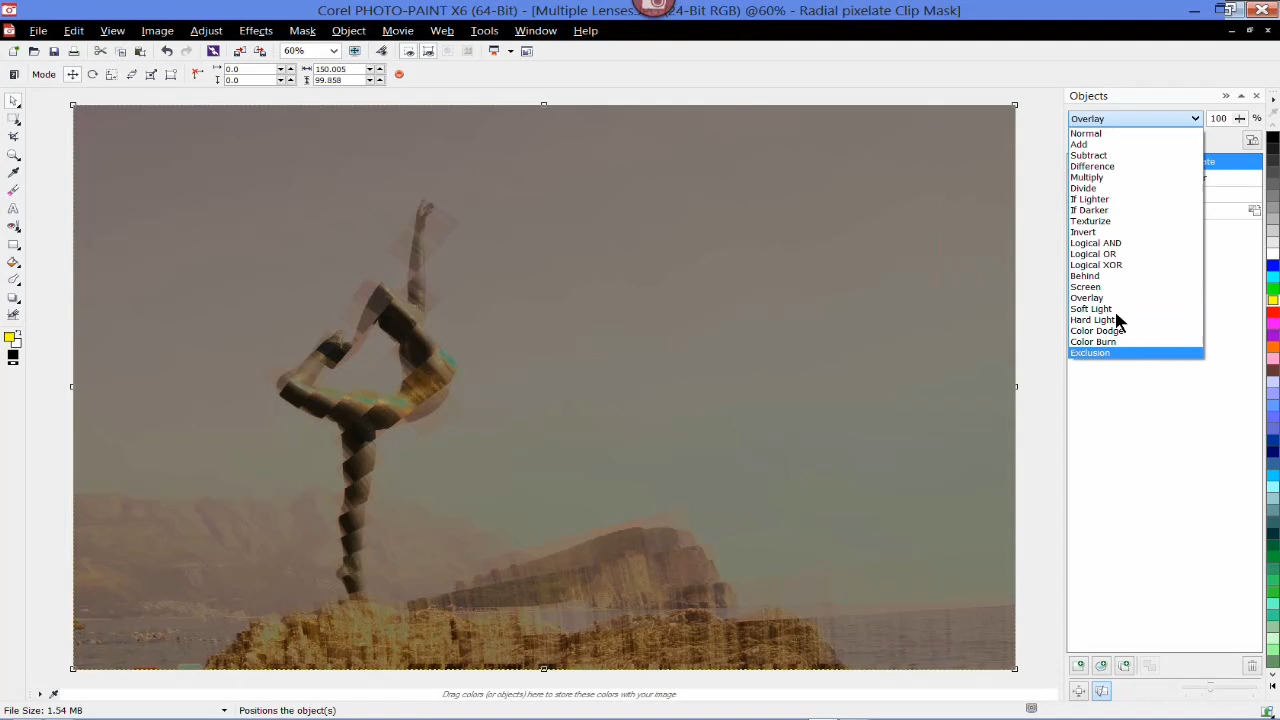 Corel PHOTO-PAINT X6 (64-Bit) - [Multiple Lenses.   (24-Bit RGB) @60% - Radial pixelate Clip Mask]
File Edit View Image Adjust Effects Mask Object Movie Web Tools Window Help
60%
Mode
0.0
0.0
150.005
99.858
Objects
Overlay
100 %
Normal
Add
Subtract
Difference
Multiply
Divide
If Lighter
If Darker
Texturize
Invert
Logical AND
Logical OR
Logical XOR
Behind
Screen
Overlay
Soft Light
Hard Light
Color Dodge
Color Burn
Exclusion
Drag colors (or objects) here to store these colors with your image
File Size: 1.54 MB
Positions the object(s)